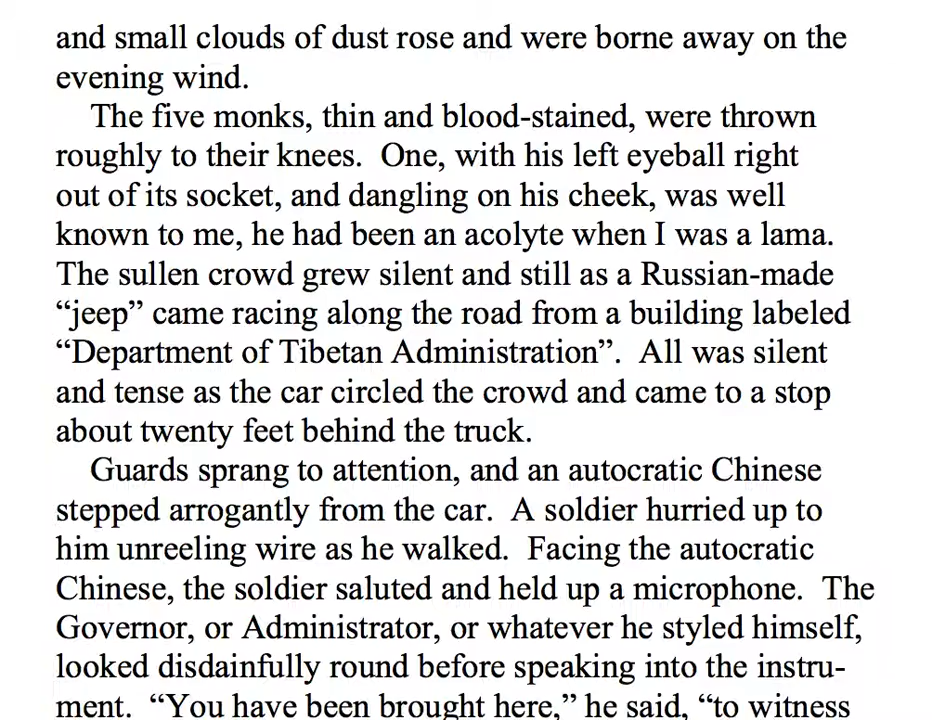 and small clouds of dust rose and were borne away on the
evening wind.
The five monks, thin and blood-stained, were thrown
roughly to their knees.  One, with his left eyeball right
out of its socket, and dangling on his cheek, was well
known to me, he had been an acolyte when I was a lama.
The sullen crowd grew silent and still as a Russian-made
“jeep” came racing along the road from a building labeled
“Department of Tibetan Administration”.  All was silent
and tense as the car circled the crowd and came to a stop
about twenty feet behind the truck.
Guards sprang to attention, and an autocratic Chinese
stepped arrogantly from the car.  A soldier hurried up to
him unreeling wire as he walked.  Facing the autocratic
Chinese, the soldier saluted and held up a microphone.  The
Governor, or Administrator, or whatever he styled himself,
looked disdainfully round before speaking into the instru-
ment.  “You have been brought here,” he said, “to witness